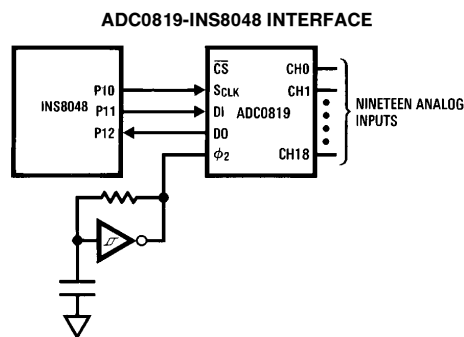 ADC0819-INS8048 INTERFACE
INS8048
P10
P11
P12
CS
SCLK
DI
DO
φ2
ADC0819
CH0
CH1
CH18
NINETEEN ANALOG
INPUTS